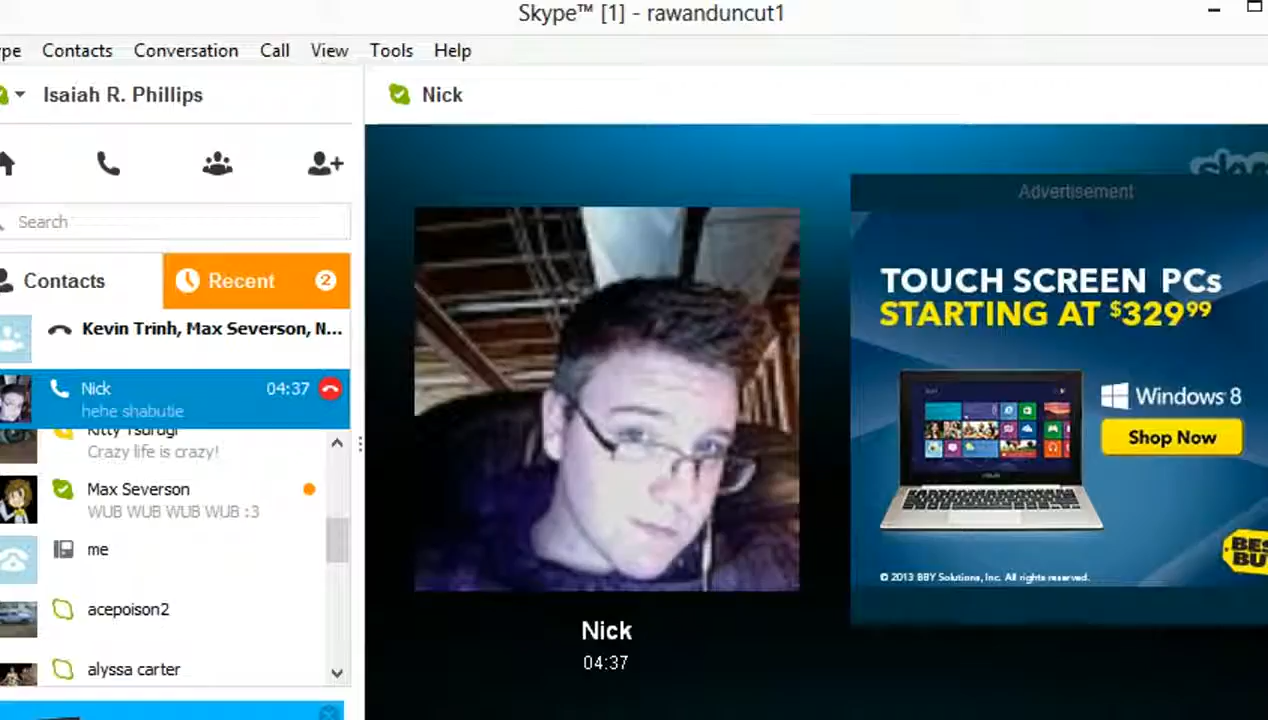 Skype™ [1] - rawanduncut1
Contacts Conversation Call View Tools Help
Isaiah R. Phillips
Nick
Search
Advertisement
Contacts
Recent 2
TOUCH SCREEN PCs
STARTING AT $329⁹⁹
Kevin Trinh, Max Severson, N...
Nick 04:37
hehe shabutie
Windows 8
Shop Now
Kitty Tsurugi
Crazy life is crazy!
Max Severson
WUB WUB WUB WUB :3
me
acepoison2
alyssa carter
© 2013 BBY Solutions, Inc. All rights reserved.
Nick
04:37